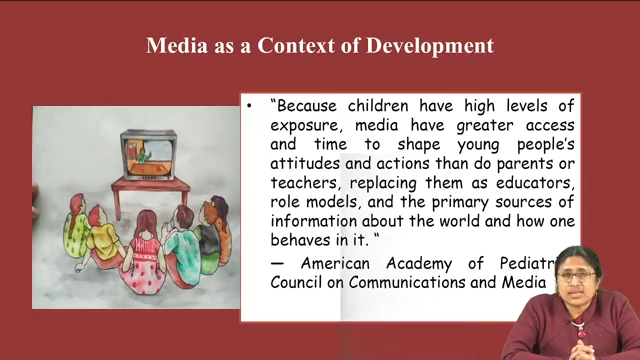 Media as a Context of Development
• “Because children have high levels of
exposure, media have greater access
and time to shape young people’s
attitudes and actions than do parents or
teachers, replacing them as educators,
role models, and the primary sources of
information about the world and how one
behaves in it. “
— American Academy of
Council on Communications and Media